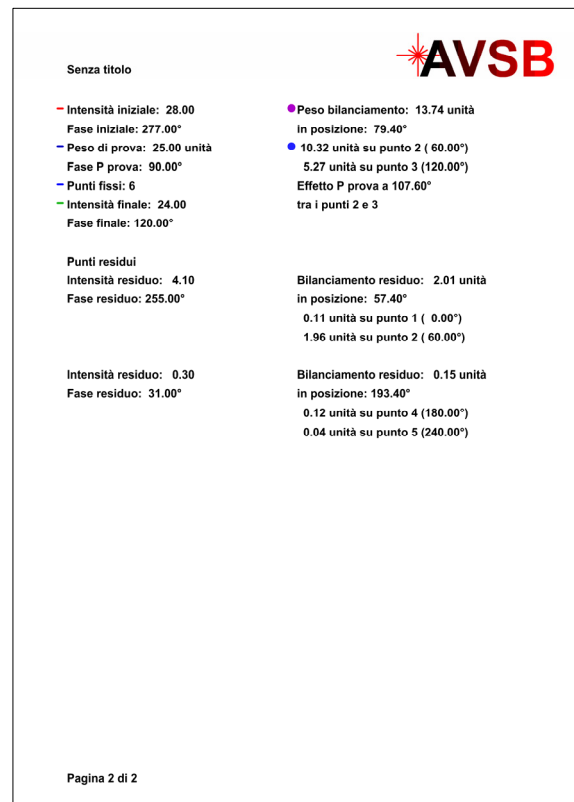 AVSB
Senza titolo
Intensità iniziale: 28.00
Fase iniziale: 277.00°
Peso di prova: 25.00 unità
Fase P prova: 90.00°
Punti fissi: 6
Intensità finale: 24.00
Fase finale: 120.00°
Peso bilanciamento: 13.74 unità
in posizione: 79.40°
10.32 unità su punto 2 ( 60.00°)
5.27 unità su punto 3 (120.00°)
Effetto P prova a 107.60°
tra i punti 2 e 3
Punti residui
Intensità residuo: 4.10
Fase residuo: 255.00°
Bilanciamento residuo: 2.01 unità
in posizione: 57.40°
0.11 unità su punto 1 ( 0.00°)
1.96 unità su punto 2 ( 60.00°)
Intensità residuo: 0.30
Fase residuo: 31.00°
Bilanciamento residuo: 0.15 unità
in posizione: 193.40°
0.12 unità su punto 4 (180.00°)
0.04 unità su punto 5 (240.00°)
Pagina 2 di 2